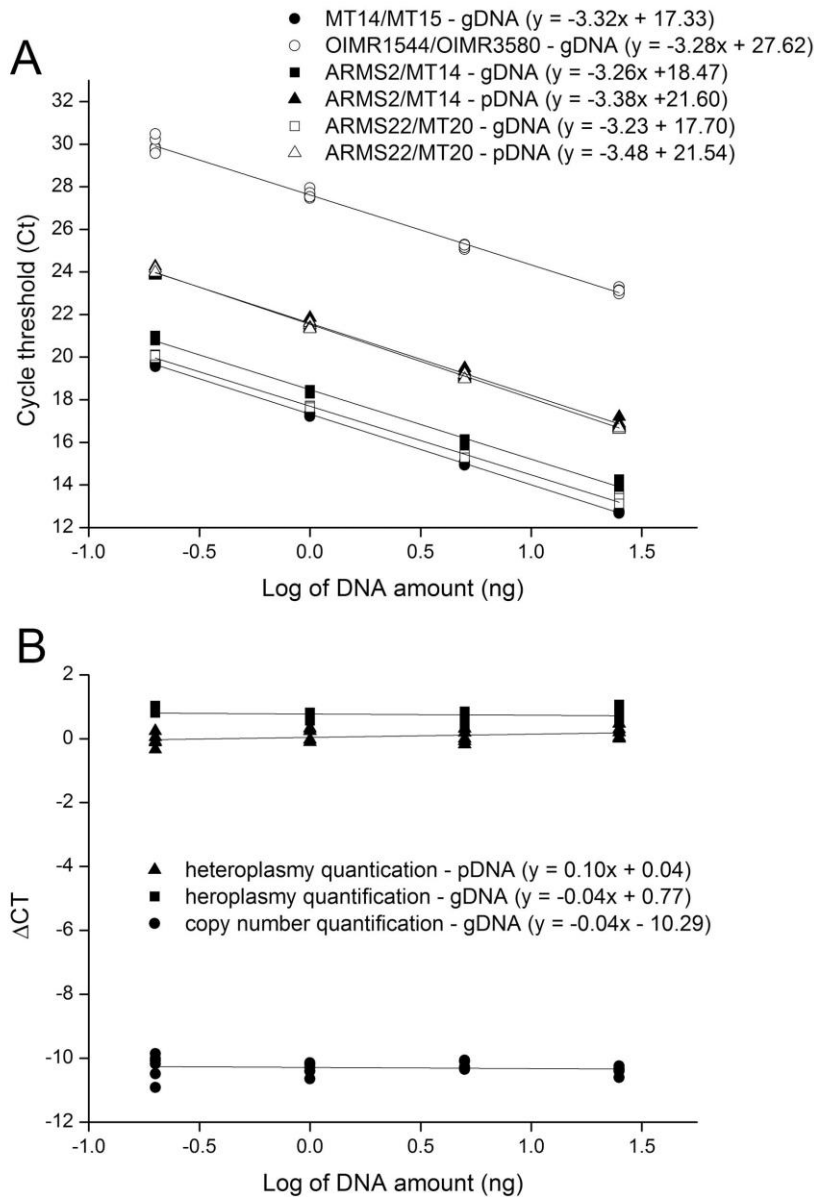 MT14/MT15 - gDNA (y = -3.32x + 17.33)
OIMR1544/OIMR3580 - gDNA (y = -3.28x + 27.62)
A
ARMS2/MT14 - gDNA (y = -3.26x +18.47)
ARMS2/MT14 - pDNA (y = -3.38x +21.60)
ARMS22/MT20 - gDNA (y = -3.23 + 17.70)
ARMS22/MT20 - pDNA (y = -3.48 + 21.54)
32
30
28
26
24
22
20
18
16
14
12
Cycle threshold (Ct)
-1.0 -0.5 0.0 0.5 1.0 1.5
Log of DNA amount (ng)
B
2
0
-2
-4
-6
-8
-10
-12
ΔCT
heteroplasmy quantication - pDNA (y = 0.10x + 0.04)
heroplasmy quantification - gDNA (y = -0.04x + 0.77)
copy number quantification - gDNA (y = -0.04x - 10.29)
-1.0 -0.5 0.0 0.5 1.0 1.5
Log of DNA amount (ng)